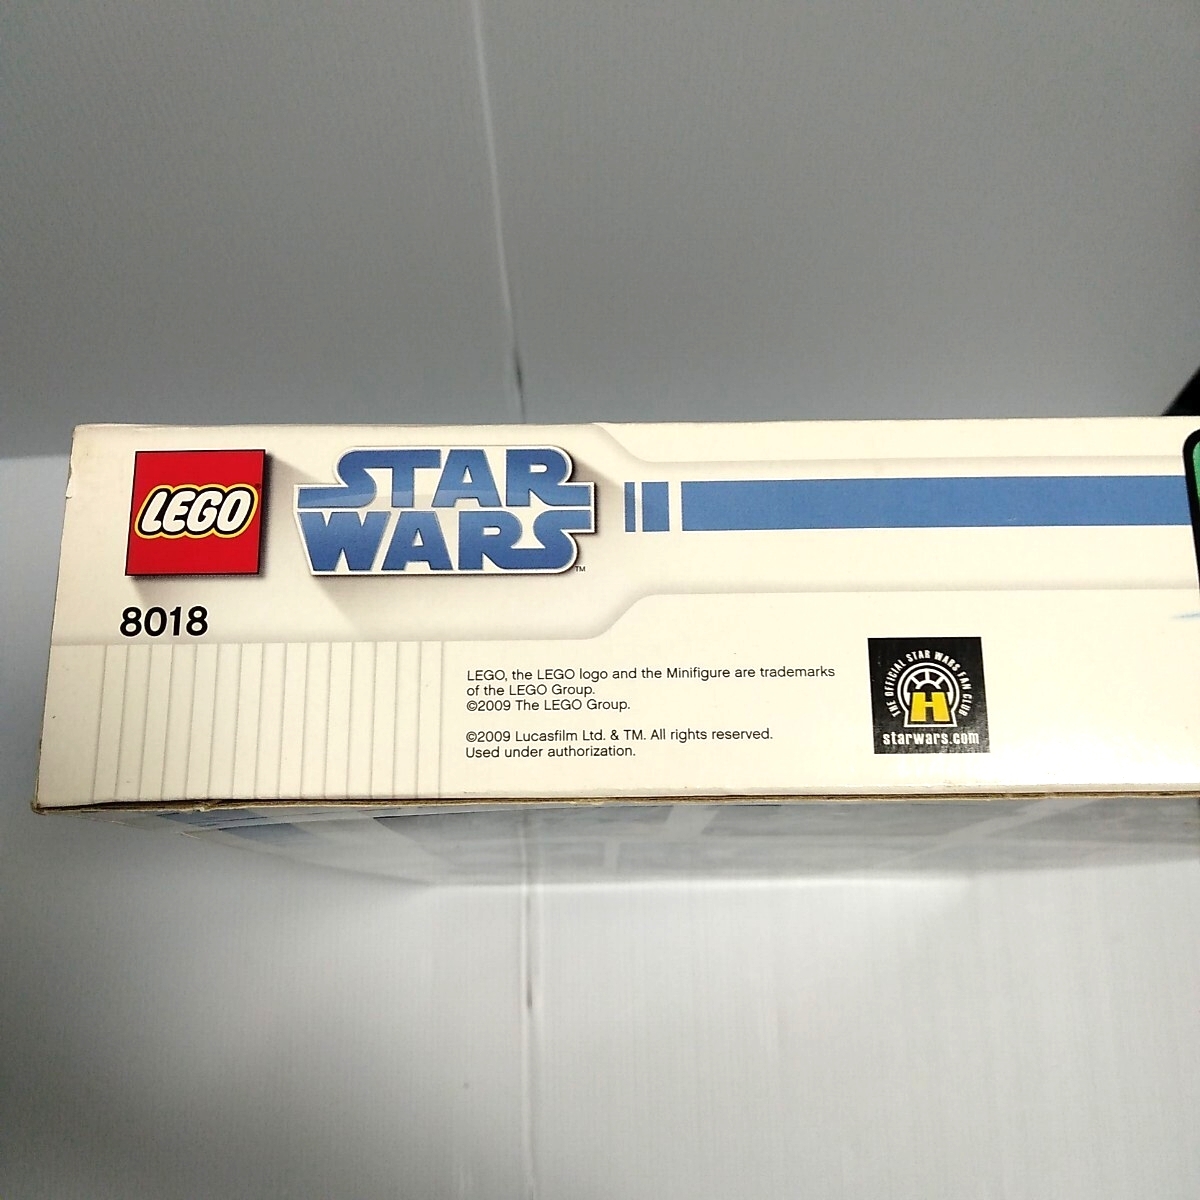 LEGO
STAR
WARS
TM
8018
LEGO, the LEGO logo and the Minifigure are trademarks
of the LEGO Group.
©2009 The LEGO Group.
©2009 Lucasfilm Ltd. & TM. All rights reserved.
Used under authorization.
THE OFFICIAL STAR WARS FAN CLUB
H
starwars.com